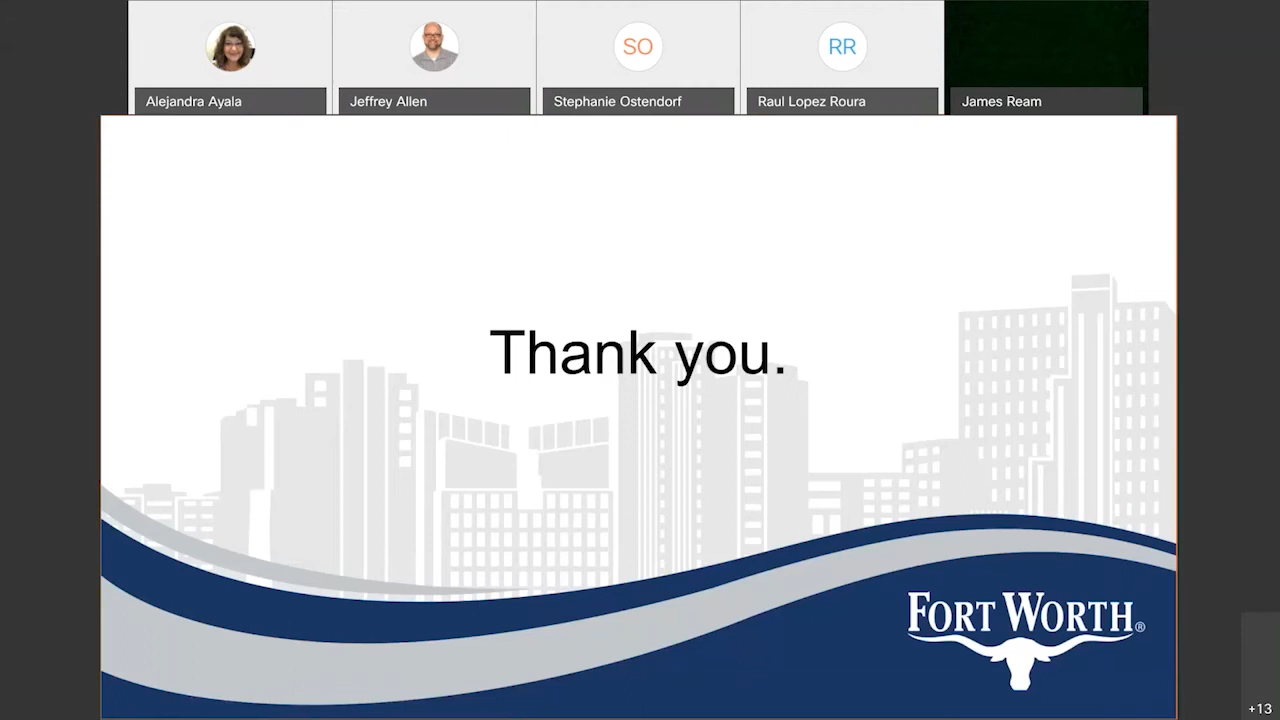 SO
RR
Alejandra Ayala
Jeffrey Allen
Stephanie Ostendorf
Raul Lopez Roura
James Ream
Thank you.
FORT WORTH®
+13